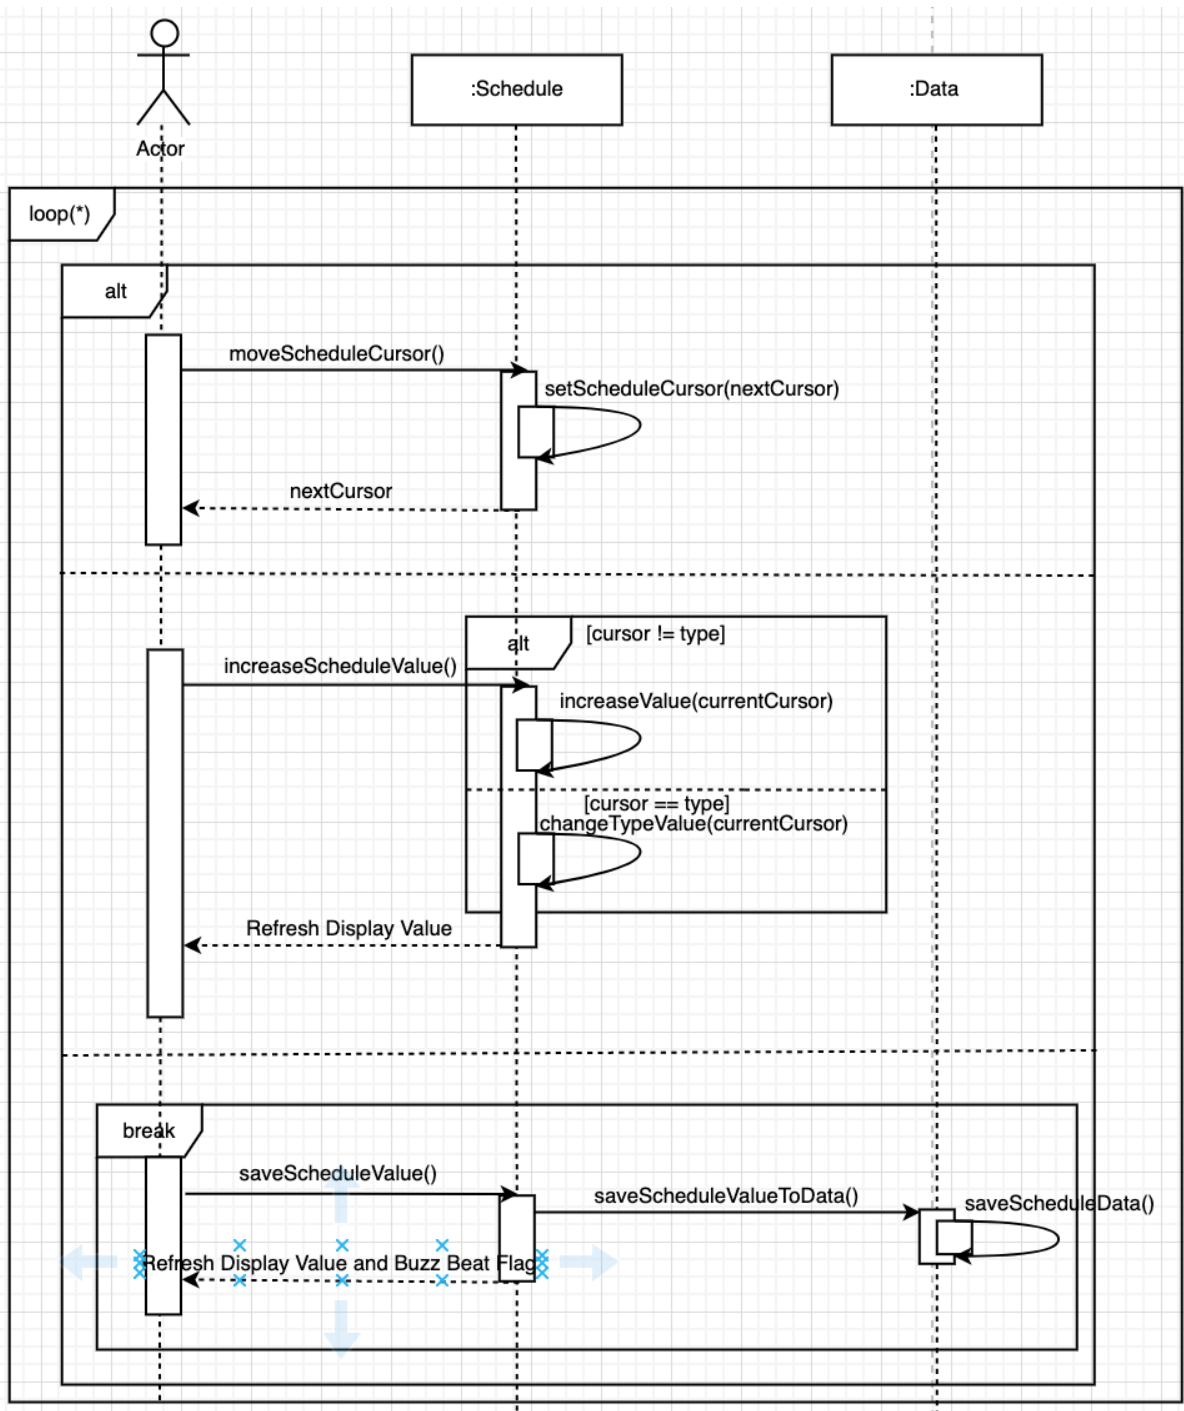 :Schedule
:Data
Actor
loop(*)
alt
moveScheduleCursor()
setScheduleCursor(nextCursor)
nextCursor
alt
[cursor != type]
increaseScheduleValue()
increaseValue(currentCursor)
[cursor == type]
changeTypeValue(currentCursor)
Refresh Display Value
break
saveScheduleValue()
saveScheduleValueToData()
saveScheduleData()
Refresh Display Value and Buzz Beat Flag